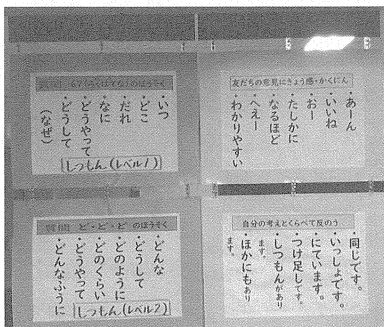 質問 6?(らくはてな)のほうそく
・いつ
・どこ
・だれ
・なに
・どうやって
・どうして
(なぜ)
しつもん(レベル1)
友だちの意見にきょう感・かくにん
・あーん
・いいね
・おー
・たしかに
・なるほど
・へえー
・わかりやすい
質問 ど・ど・ど のほうそく
・どんな
・どうして
・どのように
・どのくらい
・どうやって
・どんなふうに
しつもん(レベル2)
自分の考えとくらべて反のう
・同じです。
・いっしょです。
・にています。
・つけ足しです。
・しつもんがあり
ます。
・ほかにもあり
ます。